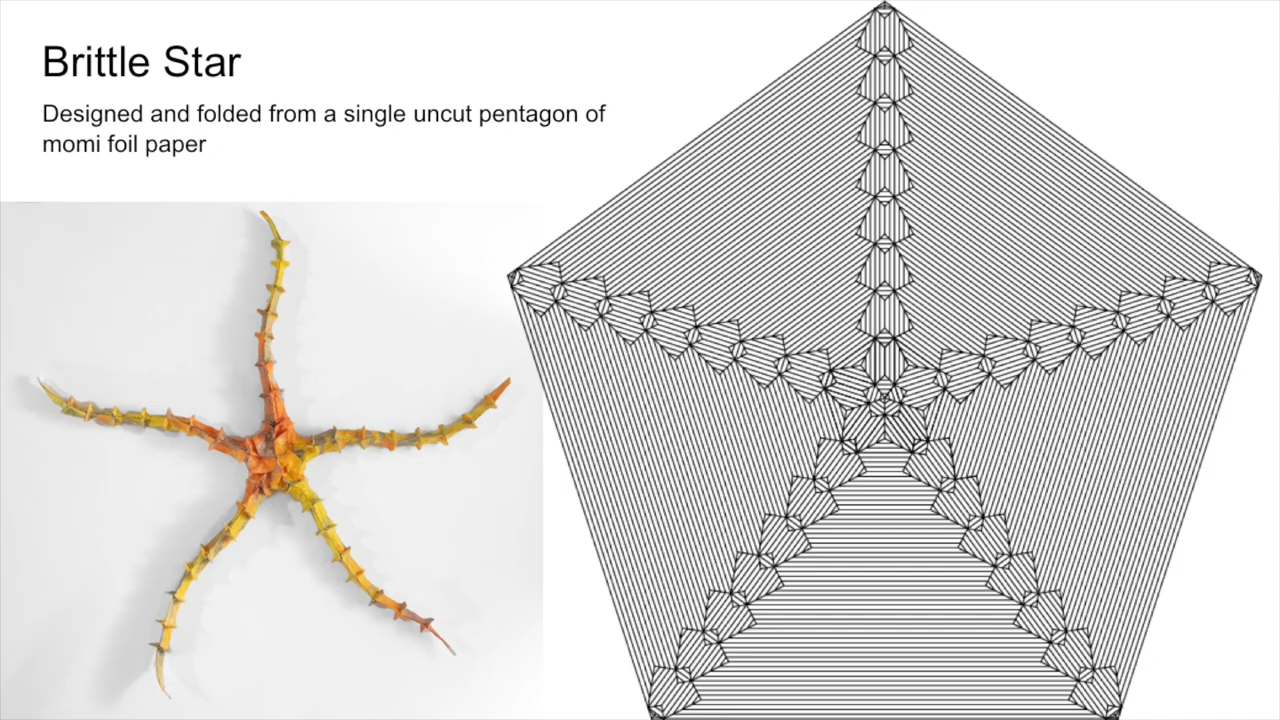 Brittle Star
Designed and folded from a single uncut pentagon of
momi foil paper